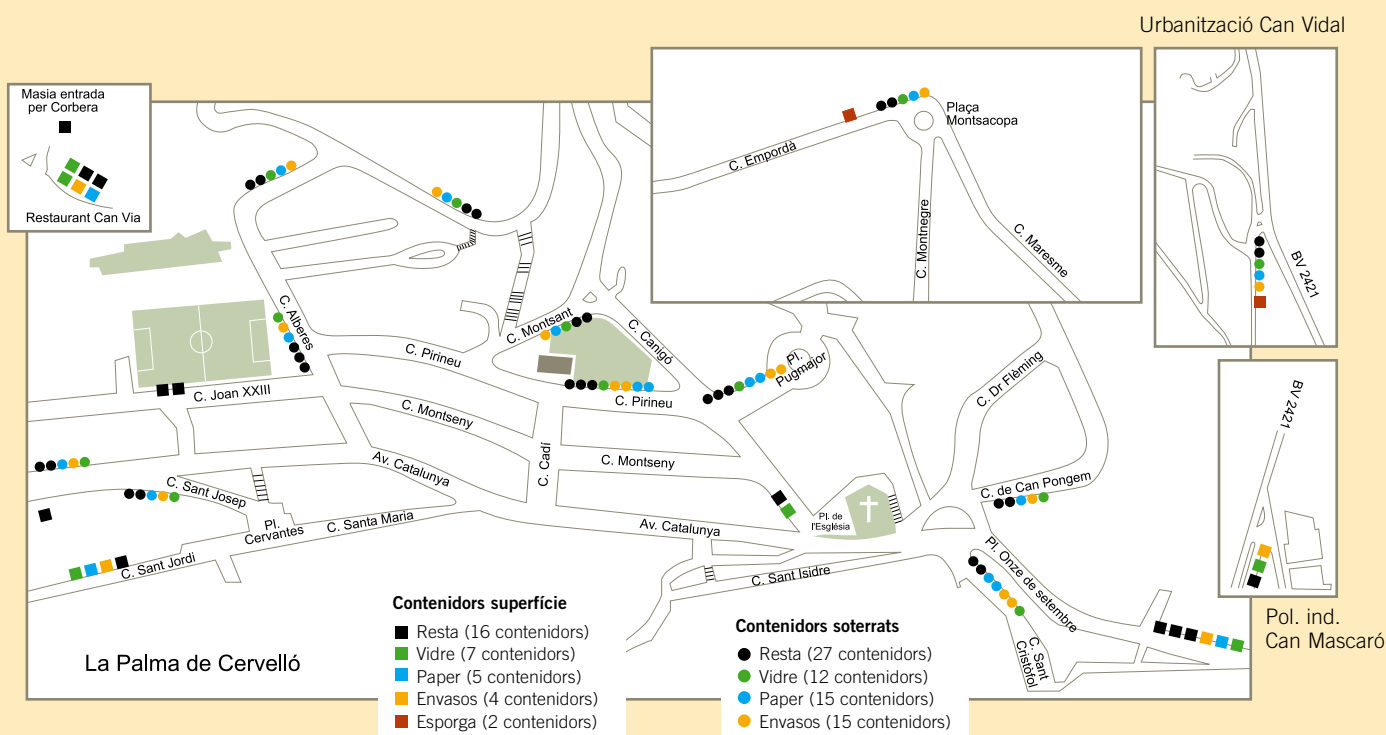 Urbanització Can Vidal
Masia entrada
per Corbera
Restaurant Can Via
Plaça
Montsacopa
C. Empordà
C. Montnegre
C. Maresme
BV 2421
C. Alberes
C. Montsant
C. Canigó
C. Pirineu
Pl.
Pugmajor
C. Dr Flèming
C. Joan XXIII
C. Pirineu
BV 2421
C. Montseny
C. Cadí
C. Montseny
Av. Catalunya
C. Sant Josep
C. de Can Pongem
Pl.
Cervantes
C. Santa Maria
Av. Catalunya
Pl. de
l'Església
C. Sant Jordi
C. Sant Isidre
Pl. Onze de setembre
C. Sant
Cristòfol
Pol. ind.
Can Mascaró
La Palma de Cervelló
Contenidors superfície
Resta (16 contenidors)
Vidre (7 contenidors)
Paper (5 contenidors)
Envasos (4 contenidors)
Esporga (2 contenidors)
Contenidors soterrats
Resta (27 contenidors)
Vidre (12 contenidors)
Paper (15 contenidors)
Envasos (15 contenidors)